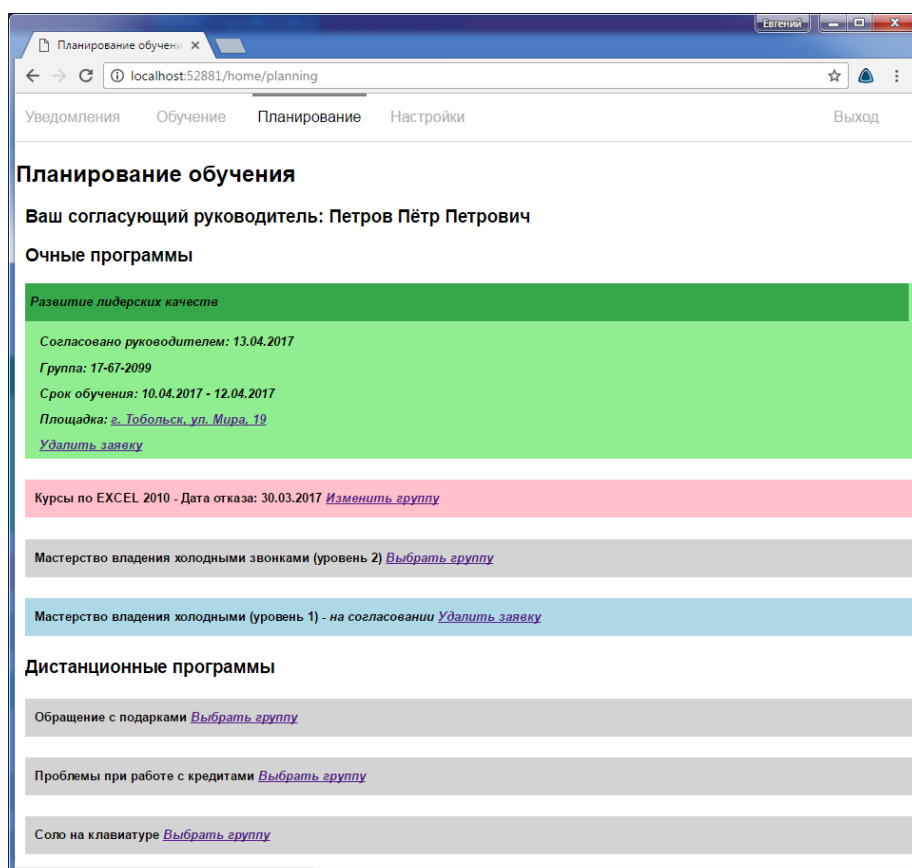 Евгений
Планирование обучени
localhost:52881/home/planning
Уведомления Обучение Планирование Настройки Выход
Планирование обучения
Ваш согласующий руководитель: Петров Пётр Петрович
Очные программы
Развитие лидерских качеств
Согласовано руководителем: 13.04.2017
Группа: 17-67-2099
Срок обучения: 10.04.2017 - 12.04.2017
Площадка: г. Тобольск, ул. Мира, 19
Удалить заявку
Курсы по EXCEL 2010 - Дата отказа: 30.03.2017 Изменить группу
Мастерство владения холодными звонками (уровень 2) Выбрать группу
Мастерство владения холодными (уровень 1) - на согласовании Удалить заявку
Дистанционные программы
Обращение с подарками Выбрать группу
Проблемы при работе с кредитами Выбрать группу
Соло на клавиатуре Выбрать группу